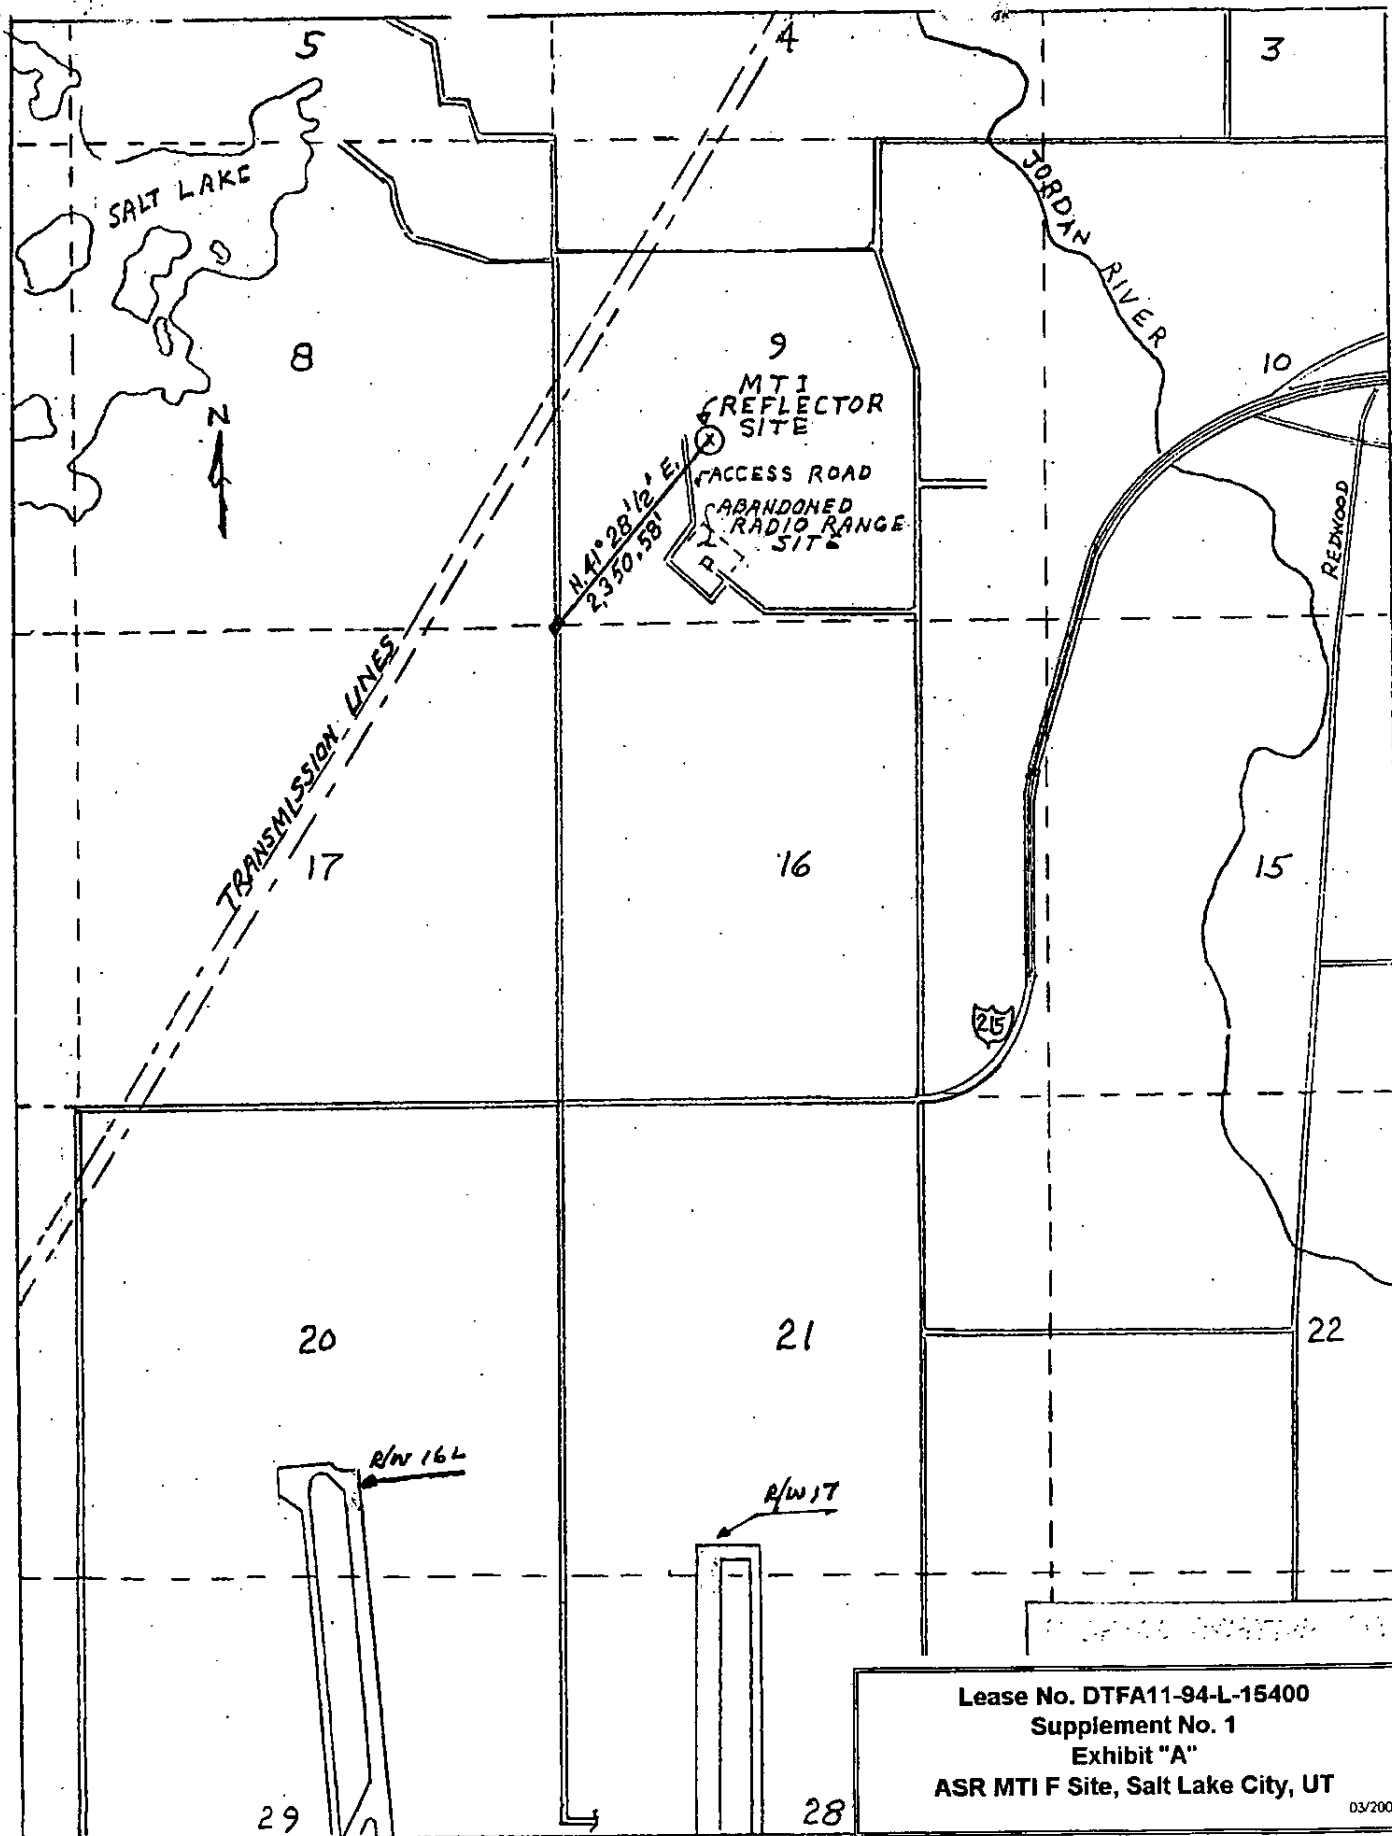 5
4
3
SALT LAKE
JORDAN RIVER
8
9
10
N
MTI
REFLECTOR
SITE
ACCESS ROAD
ABANDONED
RADIO RANGE
SITE
P
N.41°28'1/2' E.
2,350.58'
REDWOOD
TRANSMISSION LINES
17
16
15
215
20
21
22
R/W 16L
R/W 17
29
28
Lease No. DTFA11-94-L-15400
Supplement No. 1
Exhibit "A"
ASR MTI F Site, Salt Lake City, UT
03/200